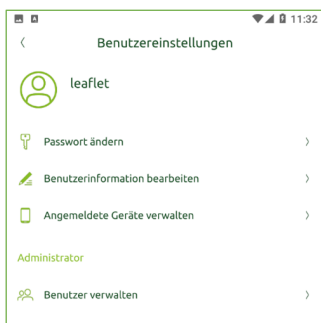 11:32
Benutzereinstellungen
leaflet
Passwort ändern
Benutzerinformation bearbeiten
Angemeldete Geräte verwalten
Administrator
Benutzer verwalten